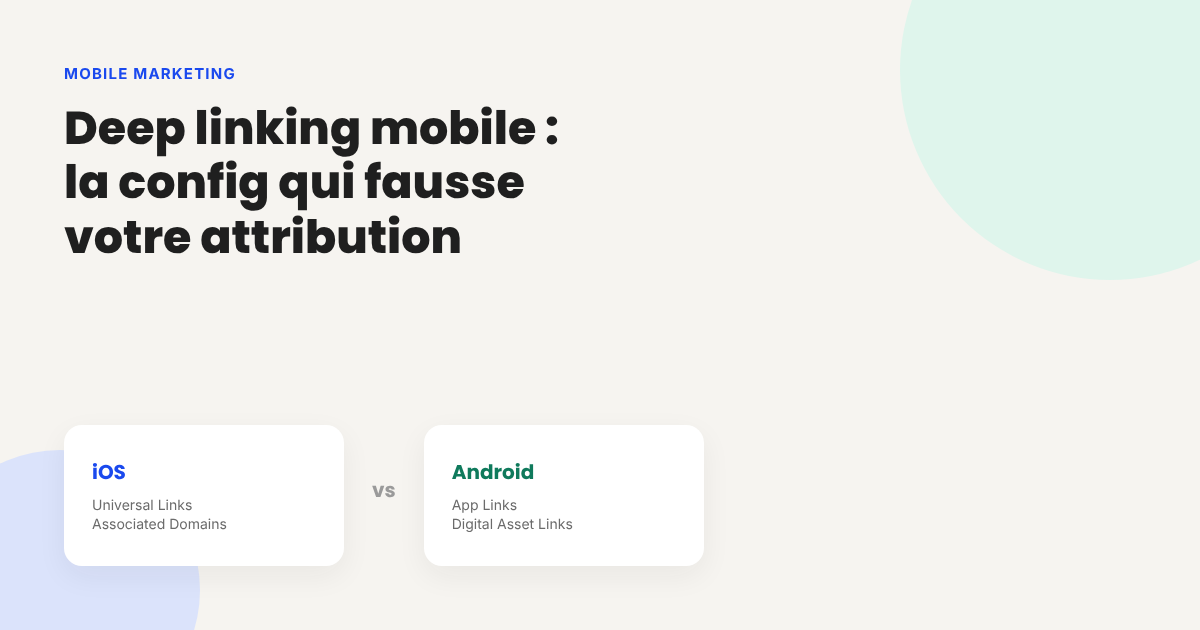 MOBILE MARKETING
Deep linking mobile :
la config qui fausse
votre attribution
iOS
Universal Links
Associated Domains
vs
Android
App Links
Digital Asset Links